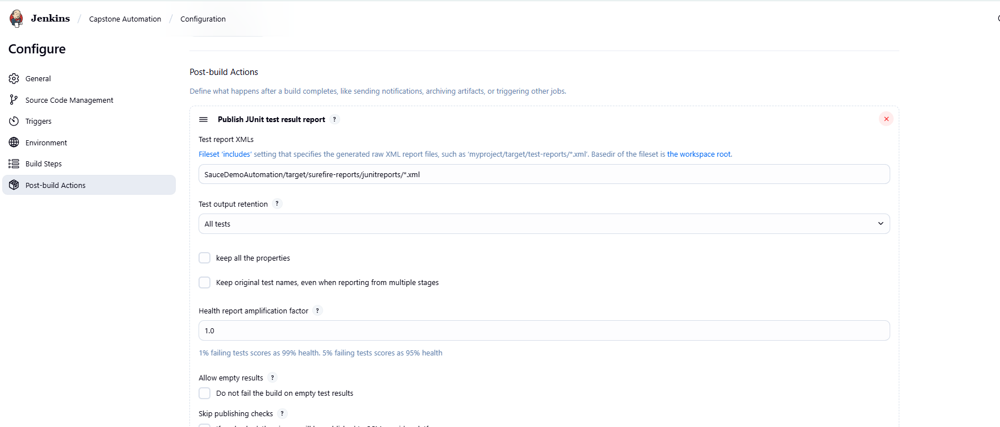 Jenkins / Capstone Automation / Configuration
Configure
General
Source Code Management
Triggers
Environment
Build Steps
Post-build Actions
Post-build Actions
Define what happens after a build completes, like sending notifications, archiving artifacts, or triggering other jobs.
Publish JUnit test result report ?
Test report XMLs
Fileset 'includes' setting that specifies the generated raw XML report files, such as 'myproject/target/test-reports/*.xml'. Basedir of the fileset is the workspace root.
SauceDemoAutomation/target/surefire-reports/junitreports/*.xml
Test output retention ?
All tests
keep all the properties
Keep original test names, even when reporting from multiple stages
Health report amplification factor ?
1.0
1% failing tests scores as 99% health. 5% failing tests scores as 95% health
Allow empty results ?
Do not fail the build on empty test results
Skip publishing checks ?